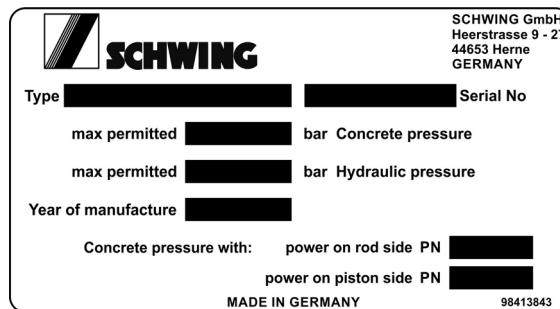 SCHWING
SCHWING GmbH
Heerstrasse 9 - 27
44653 Herne
GERMANY
Type Serial No
max permitted bar Concrete pressure
max permitted bar Hydraulic pressure
Year of manufacture
Concrete pressure with: power on rod side PN
power on piston side PN
MADE IN GERMANY 98413843